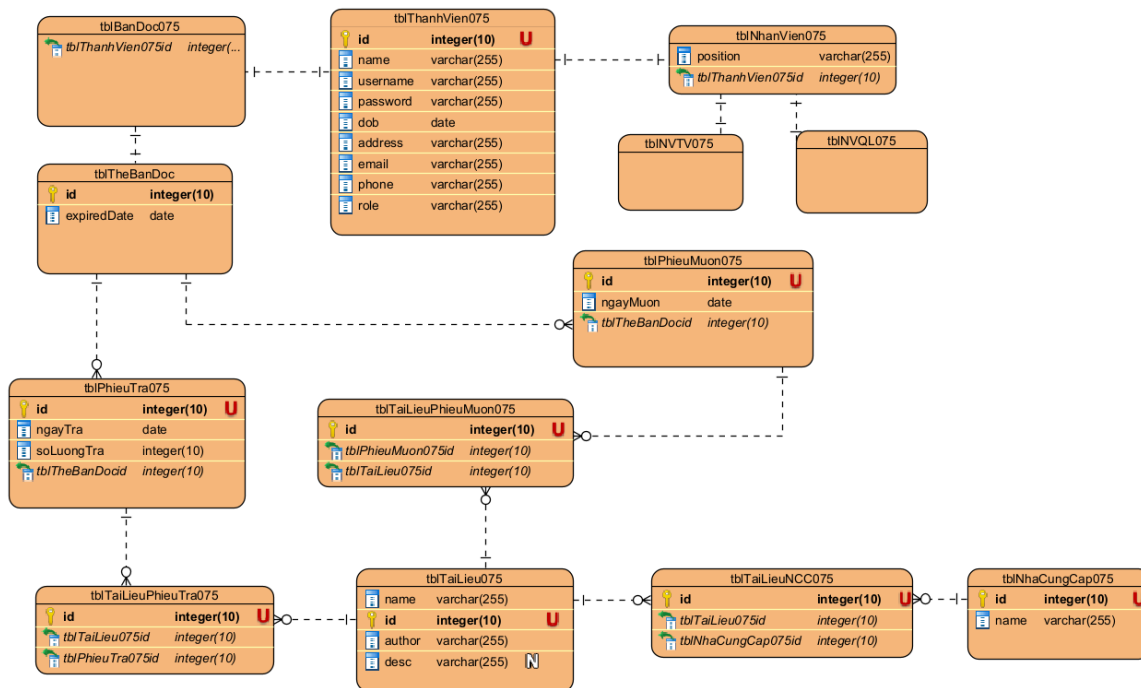 tblBanDoc075
tblThanhVien075id integer(...
tblThanhVien075
id integer(10) U
name varchar(255)
username varchar(255)
password varchar(255)
dob date
address varchar(255)
email varchar(255)
phone varchar(255)
role varchar(255)
tblNhanVien075
position varchar(255)
tblThanhVien075id integer(10)
tblNVTV075
tblNVQL075
tblTheBanDoc
id integer(10)
expiredDate date
tblPhieuMuon075
id integer(10) U
ngayMuon date
tblTheBanDocid integer(10)
tblPhieuTra075
id integer(10) U
ngayTra date
soLuongTra integer(10)
tblTheBanDocid integer(10)
tblTaiLieuPhieuMuon075
id integer(10) U
tblPhieuMuon075id integer(10)
tblTaiLieu075id integer(10)
tblTaiLieuPhieuTra075
id integer(10) U
tblTaiLieu075id integer(10)
tblPhieuTra075id integer(10)
tblTaiLieu075
name varchar(255)
id integer(10) U
author varchar(255)
desc varchar(255) N
tblTaiLieuNCC075
id integer(10) U
tblTaiLieu075id integer(10)
tblNhaCungCap075id integer(10)
tblNhaCungCap075
id integer(10) U
name varchar(255)